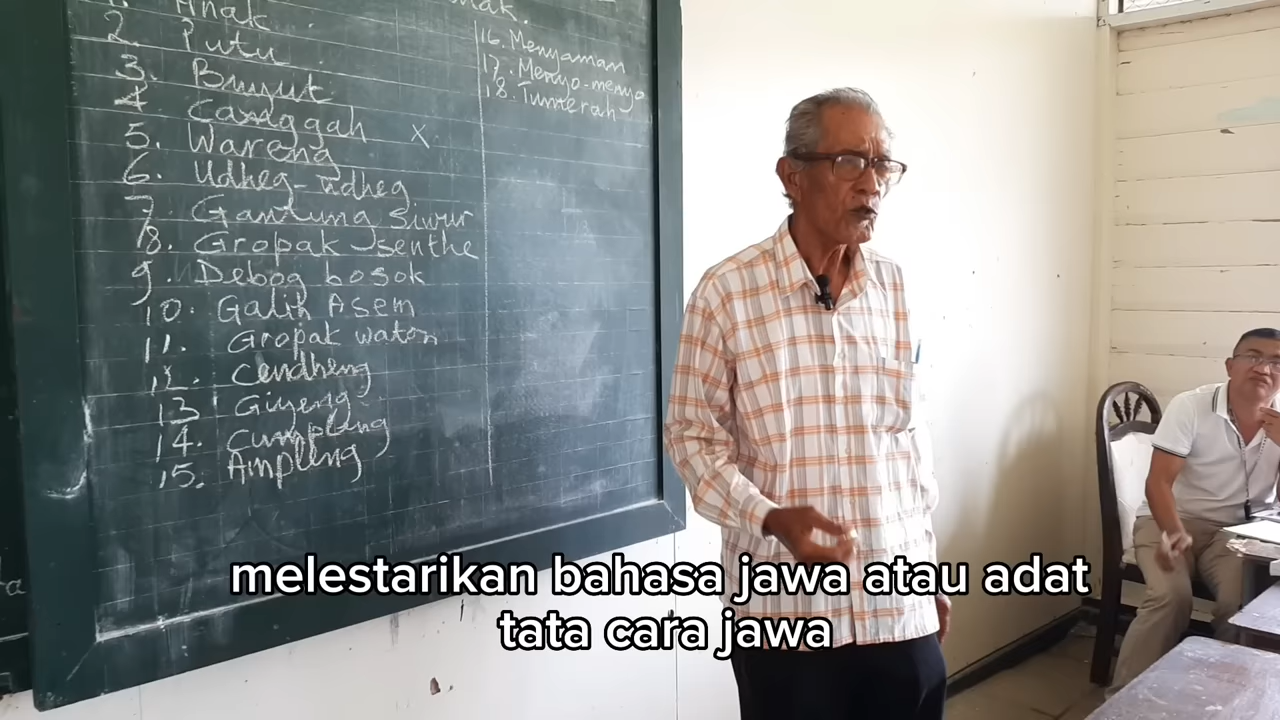 nak.
1. Anak.
2. Putu.
3. Buyut
4. Canggah X
5. Wareng
6. Udheg-udheg
7. Gantung Siwur
8. Gropak senthe
9. Debog bosok
10. Galih Asem
11. Gropak waton
12. Cendheng
13 Giyeng
14. Cumpleng
15. Ampleng
16. Menyaman
17. Menyo-menyo
18. Tumerah
melestarikan bahasa jawa atau adat
tata cara jawa